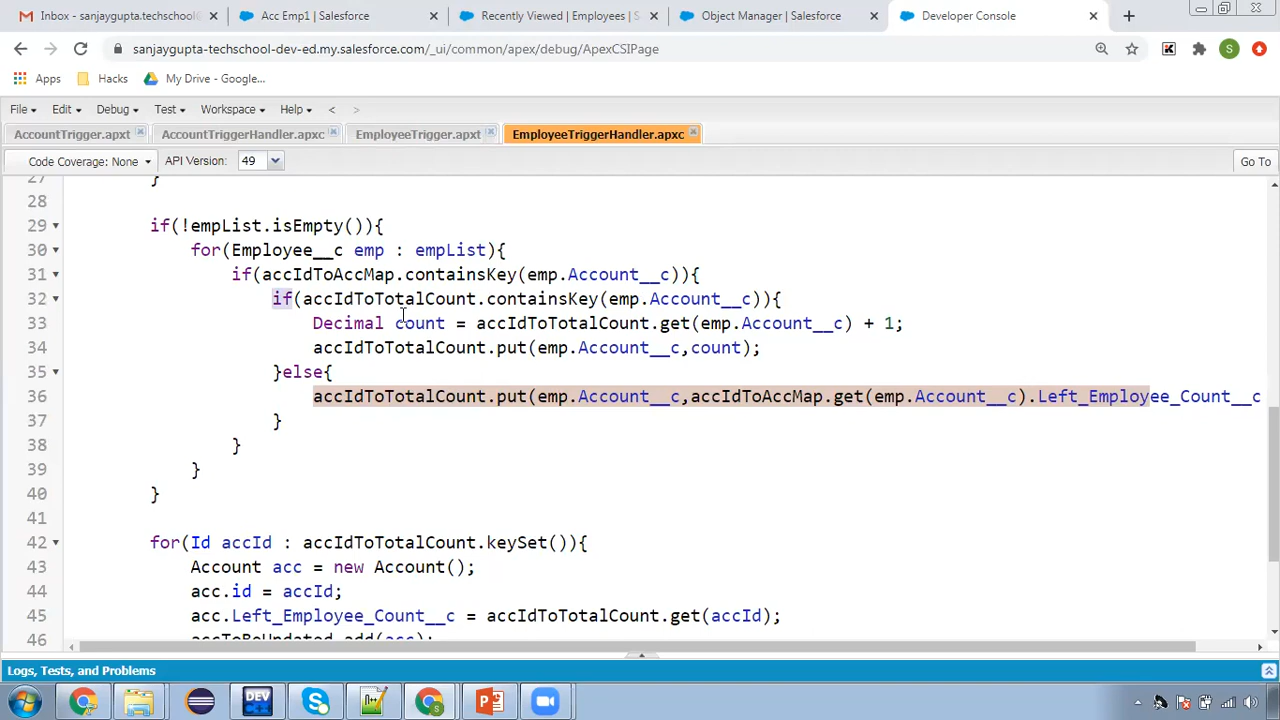 Inbox - sanjaygupta.techschool@
Acc Emp1 | Salesforce
Recently Viewed | Employees | S
Object Manager | Salesforce
Developer Console
sanjaygupta-techschool-dev-ed.my.salesforce.com/_ui/common/apex/debug/ApexCSIPage
Apps
Hacks
My Drive - Google...
File
Edit
Debug
Test
Workspace
Help
<
>
AccountTrigger.apxt
AccountTriggerHandler.apxc
EmployeeTrigger.apxt
EmployeeTriggerHandler.apxc
Code Coverage: None
API Version:
49
Go To
27 }
28
29 if(!empList.isEmpty()){
30 for(Employee__c emp : empList){
31 if(accIdToAccMap.containsKey(emp.Account__c)){
32 if(accIdToTotalCount.containsKey(emp.Account__c)){
33 Decimal count = accIdToTotalCount.get(emp.Account__c) + 1;
34 accIdToTotalCount.put(emp.Account__c,count);
35 }else{
36 accIdToTotalCount.put(emp.Account__c,accIdToAccMap.get(emp.Account__c).Left_Employee_Count__c
37 }
38 }
39 }
40 }
41
42 for(Id accId : accIdToTotalCount.keySet()){
43 Account acc = new Account();
44 acc.id = accId;
45 acc.Left_Employee_Count__c = accIdToTotalCount.get(accId);
46 accToBeUpdated.add(acc);
Logs, Tests, and Problems